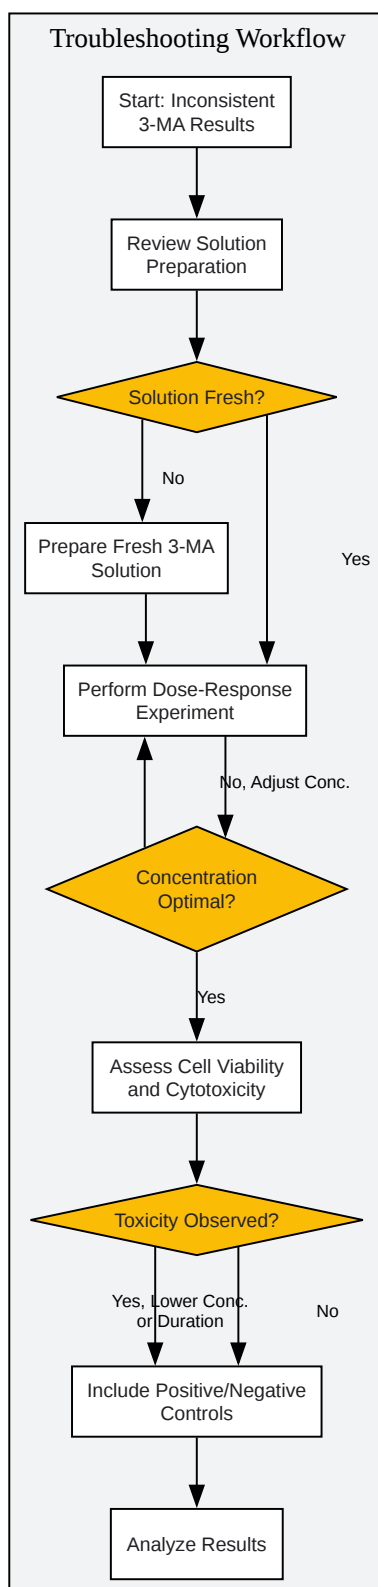 Troubleshooting Workflow
Start: Inconsistent
3-MA Results
Review Solution
Preparation
Solution Fresh?
No
Prepare Fresh 3-MA
Solution
Yes
Perform Dose-Response
Experiment
No, Adjust Conc.
Concentration
Optimal?
Yes
Assess Cell Viability
and Cytotoxicity
Toxicity Observed?
Yes, Lower Conc.
or Duration
No
Include Positive/Negative
Controls
Analyze Results